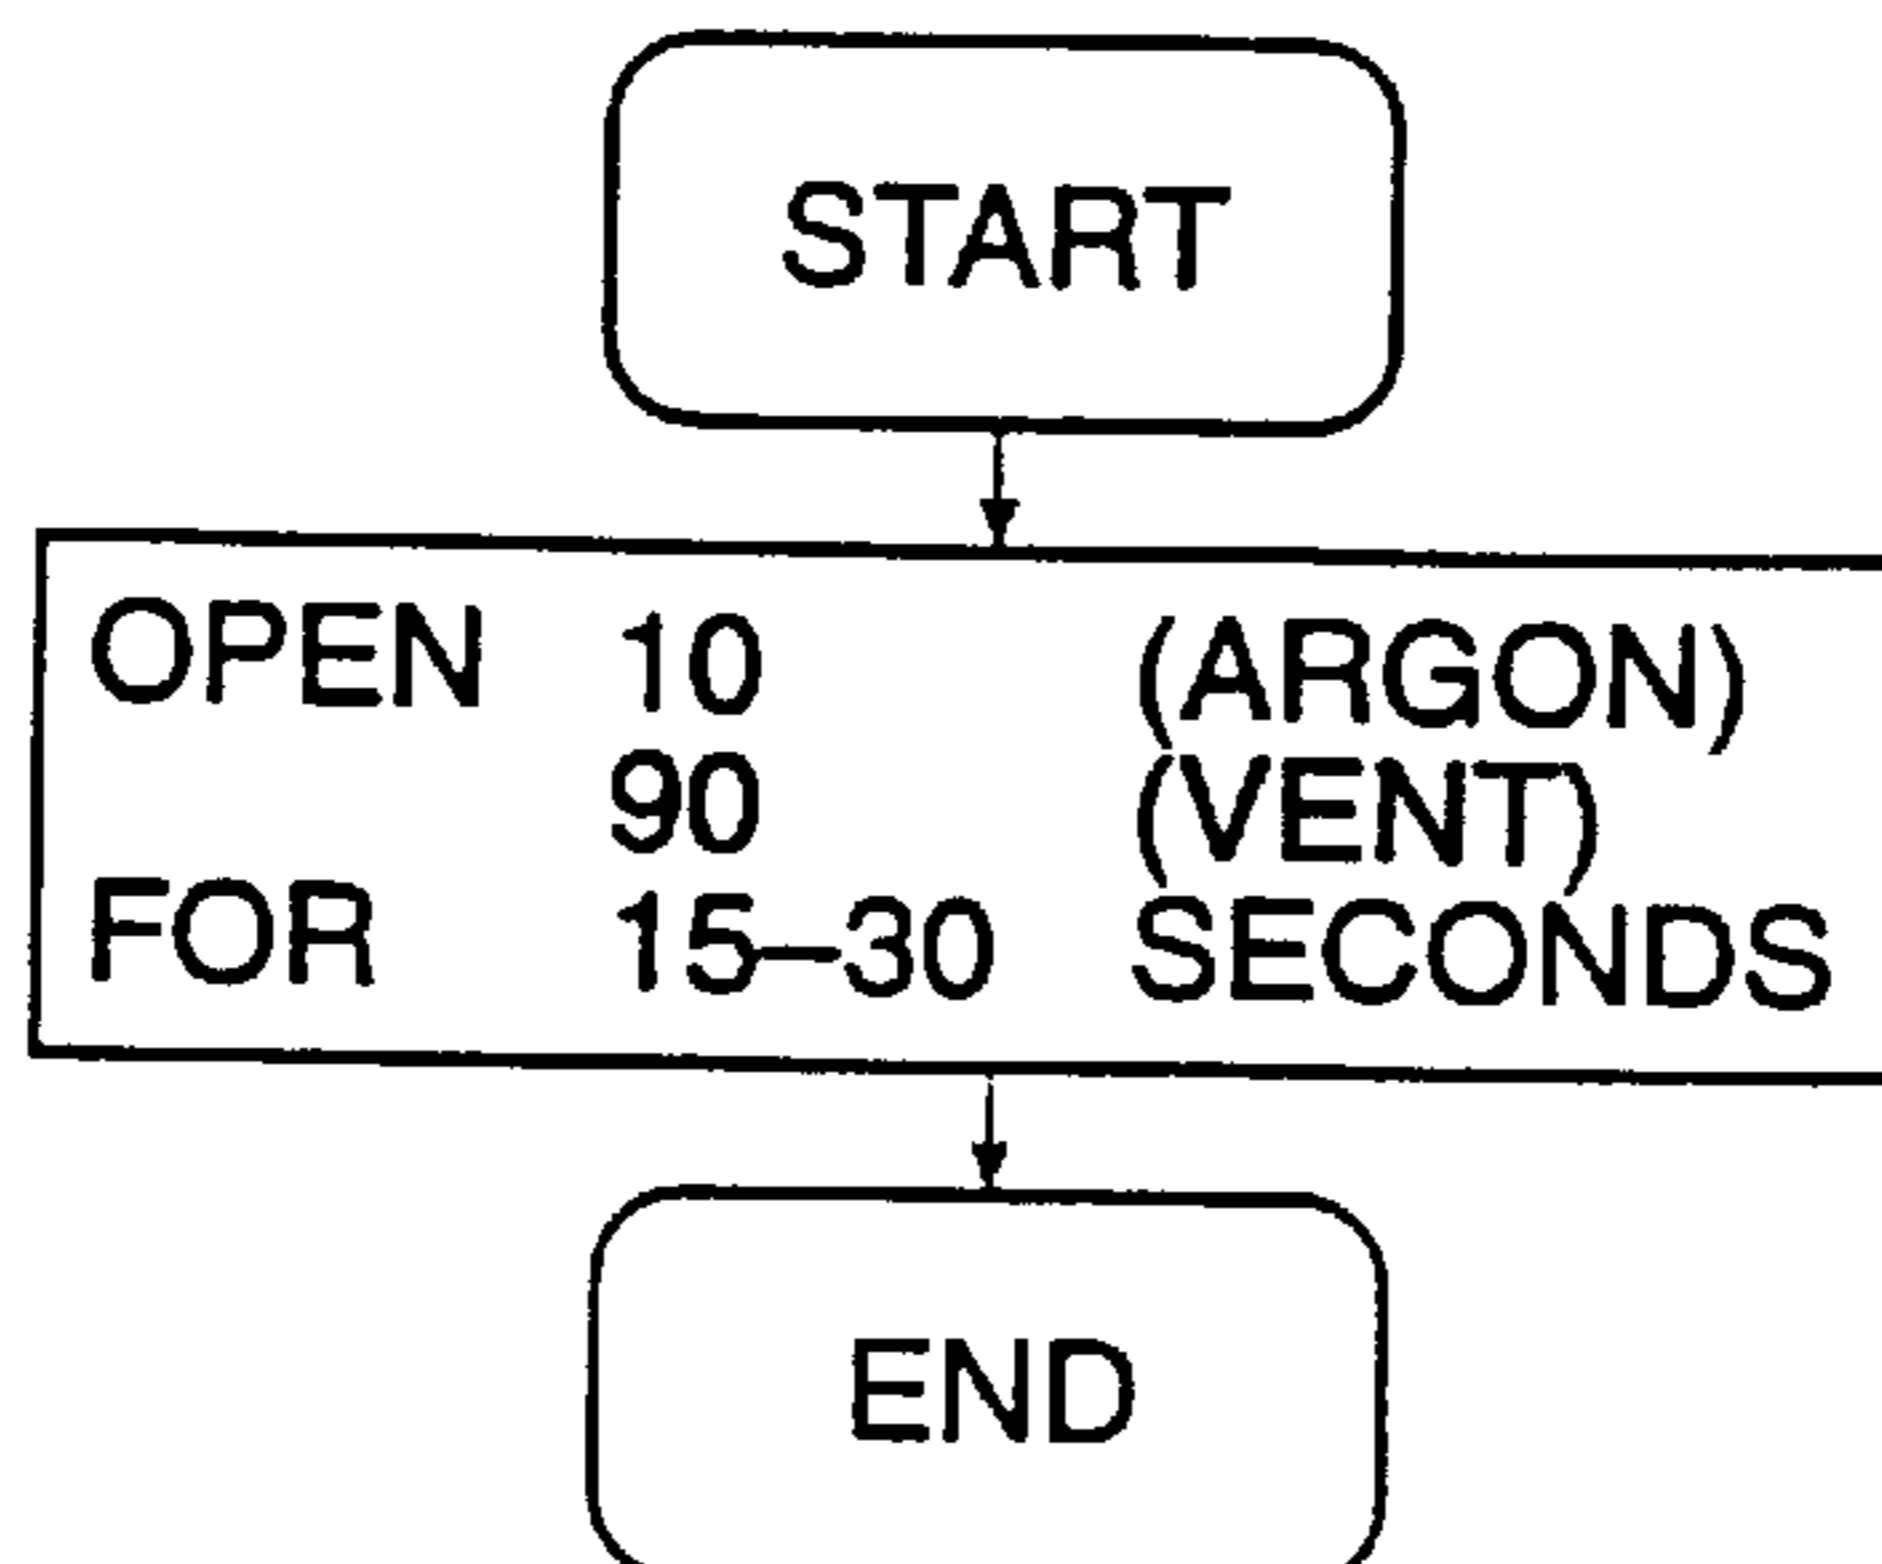 START
OPEN 10 (ARGON)
90 (VENT)
FOR 15–30 SECONDS
END